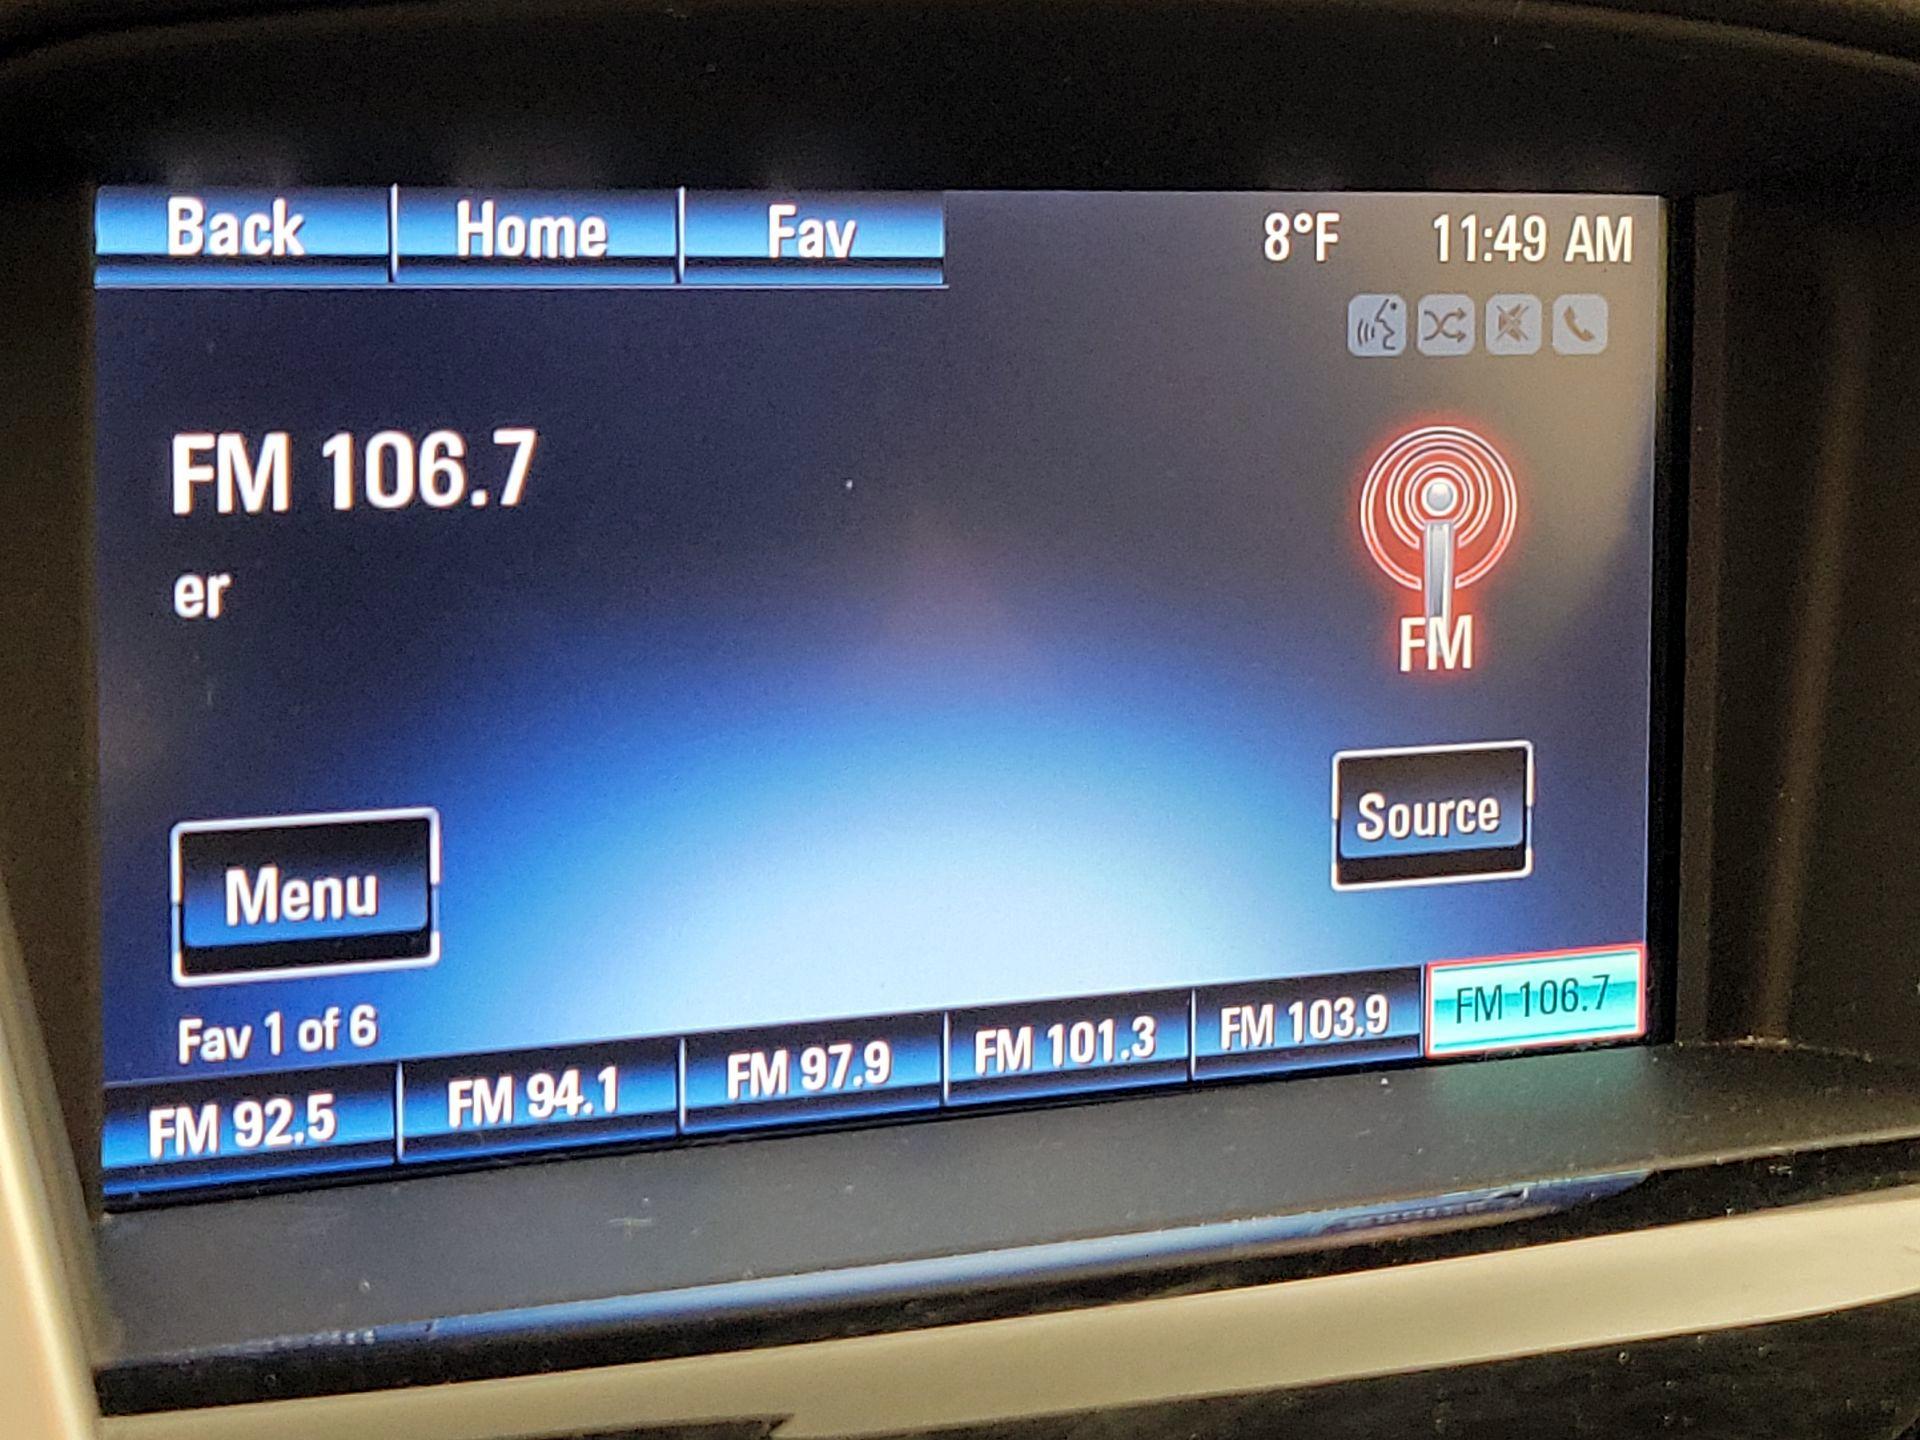 Back Home Fav 8°F 11:49 AM
FM 106.7
er
FM
Source
Menu
Fav 1 of 6
FM 92.5 FM 94.1 FM 97.9 FM 101.3 FM 103.9 FM 106.7